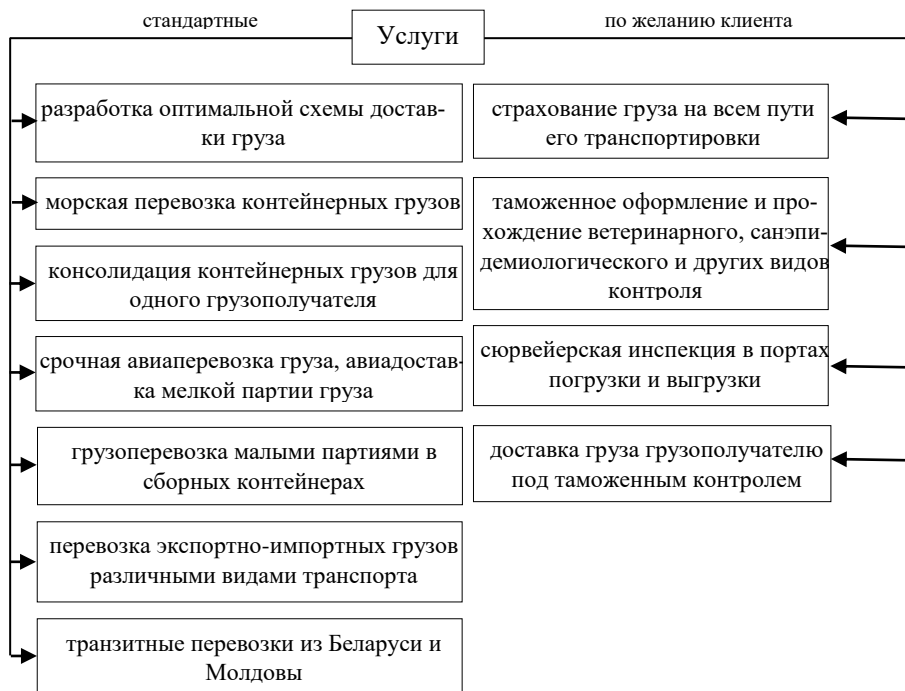 стандартные
Услуги
по желанию клиента
разработка оптимальной схемы достав-
ки груза
морская перевозка контейнерных грузов
консолидация контейнерных грузов для
одного грузополучателя
срочная авиаперевозка груза, авиадостав-
ка мелкой партии груза
грузоперевозка малыми партиями в
сборных контейнерах
перевозка экспортно-импортных грузов
различными видами транспорта
транзитные перевозки из Беларуси и
Молдовы
страхование груза на всем пути
его транспортировки
таможенное оформление и про-
хождение ветеринарного, санэпи-
демиологического и других видов
контроля
сюрвейерская инспекция в портах
погрузки и выгрузки
доставка груза грузополучателю
под таможенным контролем